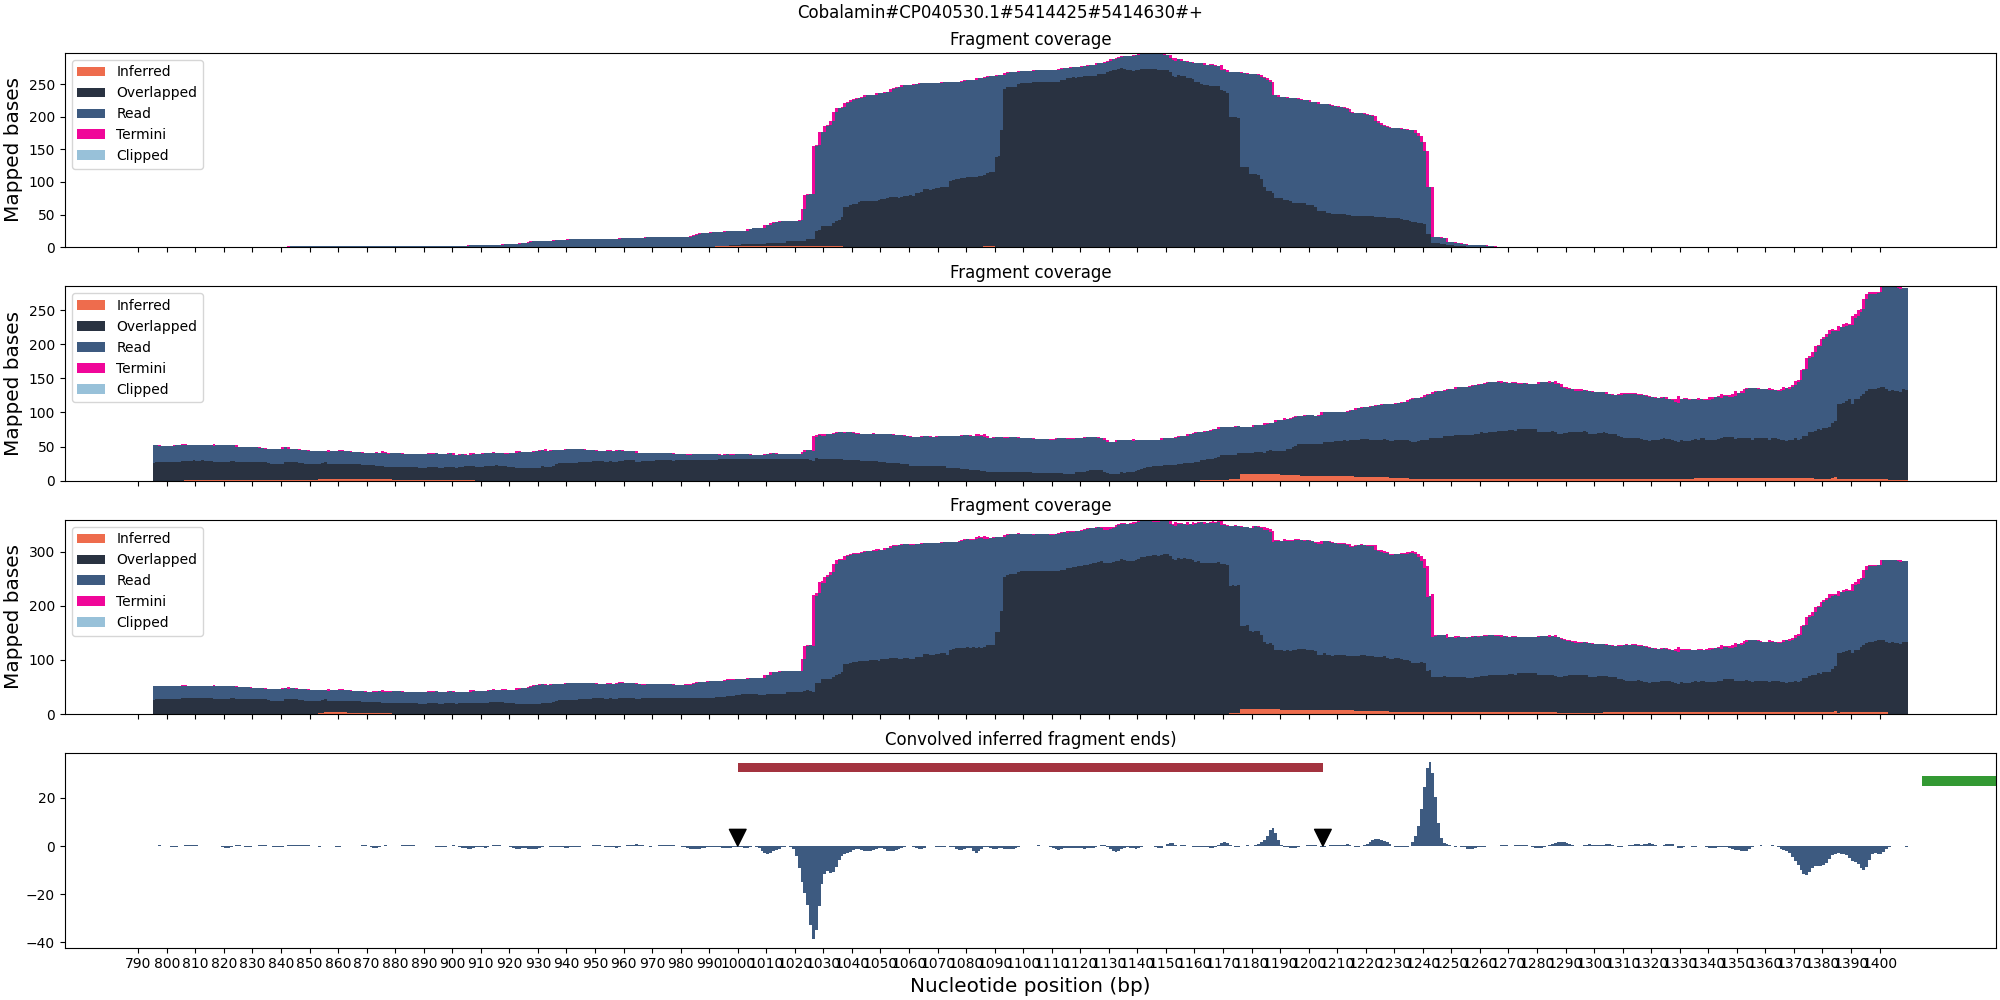 Cobalamin#CP040530.1#5414425#5414630#+
Fragment coverage
Mapped bases
250
200
150
100
50
0
Inferred
Overlapped
Read
Termini
Clipped
Fragment coverage
Mapped bases
250
200
150
100
50
0
Inferred
Overlapped
Read
Termini
Clipped
Fragment coverage
Mapped bases
300
200
100
0
Inferred
Overlapped
Read
Termini
Clipped
Convolved inferred fragment ends)
20
0
−20
−40
790 800 810 820 830 840 850 860 870 880 890 900 910 920 930 940 950 960 970 980 990 1000 1010 1020 1030 1040 1050 1060 1070 1080 1090 1100 1110 1120 1130 1140 1150 1160 1170 1180 1190 1200 1210 1220 1230 1240 1250 1260 1270 1280 1290 1300 1310 1320 1330 1340 1350 1360 1370 1380 1390 1400
Nucleotide position (bp)